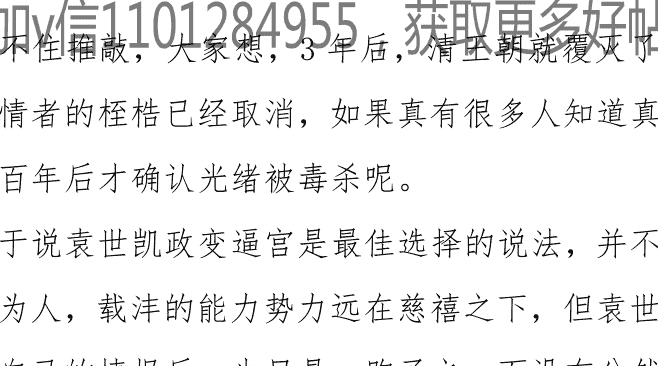 加v信1101284955，获取更多好帖
不住推敲，大家想，3年后，清王朝就覆灭了
情者的桎梏已经取消，如果真有很多人知道真
百年后才确认光绪被毒杀呢。
于说袁世凯政变逼宫是最佳选择的说法，并不
为人，载沣的能力势力远在慈禧之下，但袁世